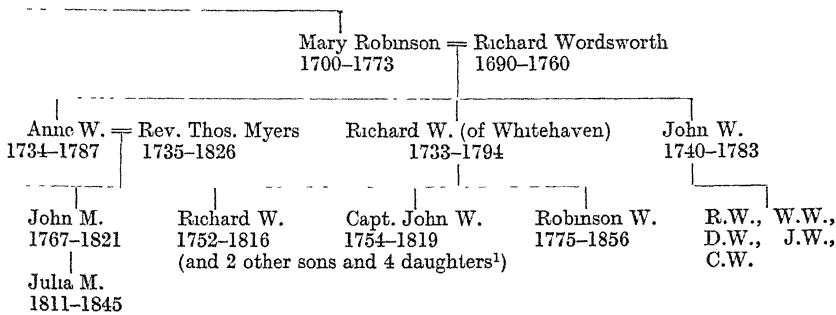 Mary Robinson = Richard Wordsworth
1700–1773 1690–1760
Anne W. = Rev. Thos. Myers Richard W. (of Whitehaven) John W.
1734–1787 1735–1826 1733–1794 1740–1783
John M. Richard W. Capt. John W. Robinson W. R.W., W.W.,
1767–1821 1752–1816 1754–1819 1775–1856 D.W., J.W.,
(and 2 other sons and 4 daughters¹) C.W.
Julia M.
1811–1845